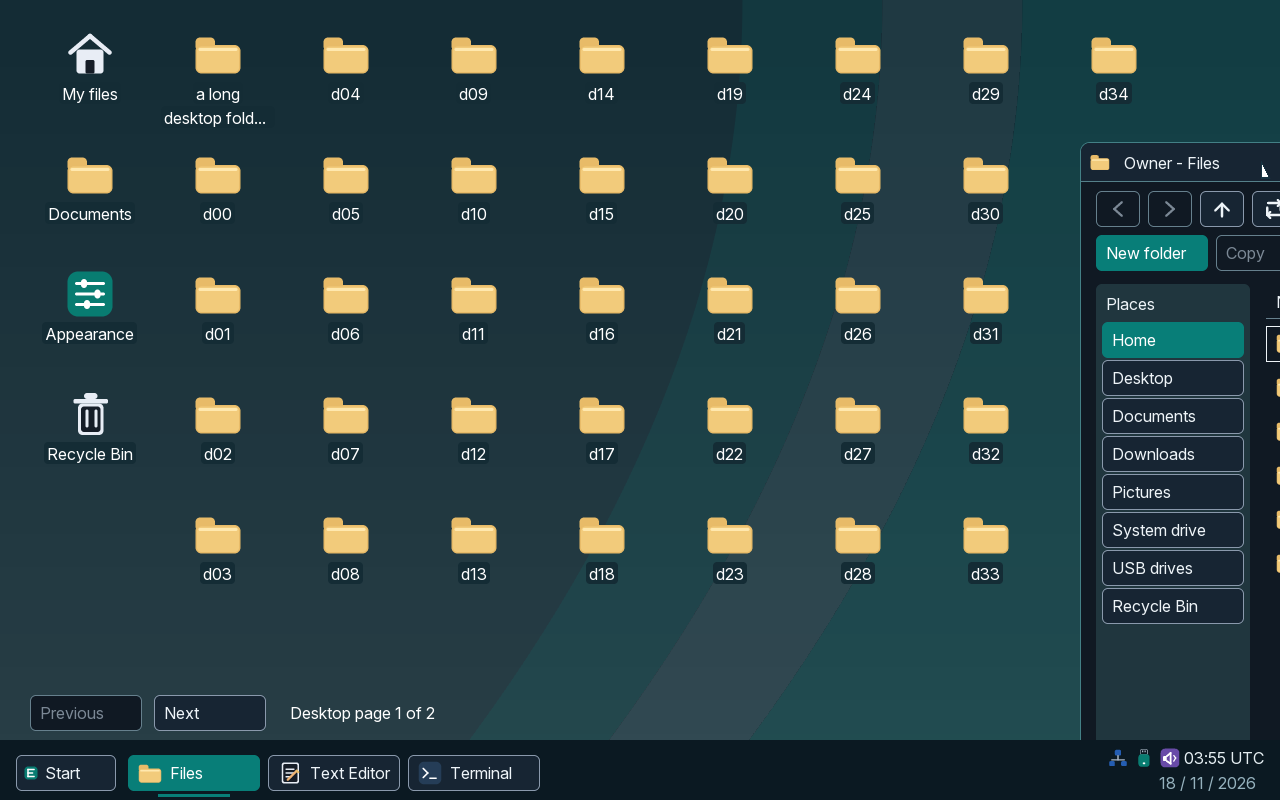 My files
a long
desktop fold...
d04
d09
d14
d19
d24
d29
d34
Documents
d00
d05
d10
d15
d20
d25
d30
Appearance
d01
d06
d11
d16
d21
d26
d31
Recycle Bin
d02
d07
d12
d17
d22
d27
d32
d03
d08
d13
d18
d23
d28
d33
Owner - Files
New folder
Copy
Places
Home
Desktop
Documents
Downloads
Pictures
System drive
USB drives
Recycle Bin
Previous
Next
Desktop page 1 of 2
Start
Files
Text Editor
Terminal
03:55 UTC
18 / 11 / 2026